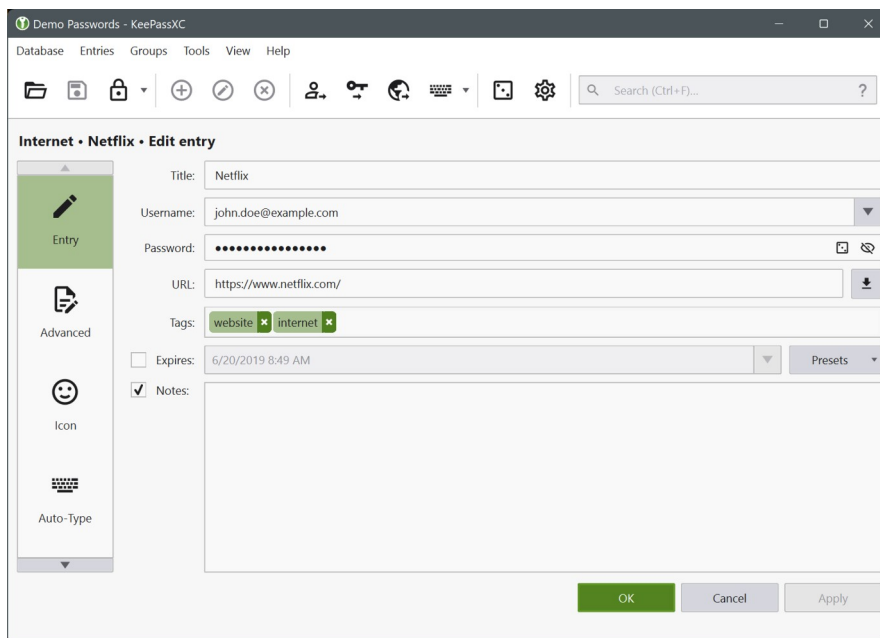 Demo Passwords - KeePassXC
Database Entries Groups Tools View Help
Search (Ctrl+F)... ?
Internet • Netflix • Edit entry
Title: Netflix
Entry
Username: john.doe@example.com
Password: ••••••••••••••••
URL: https://www.netflix.com/
Advanced
Tags: website × internet ×
Expires: 6/20/2019 8:49 AM Presets
Notes:
Icon
Auto-Type
OK Cancel Apply